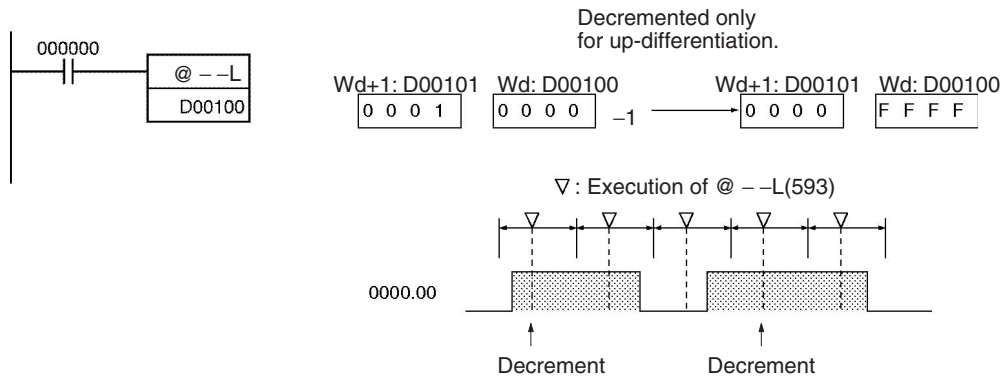 Decremented only
for up-differentiation.
000000
@ – –L
D00100
Wd+1: D00101 Wd: D00100 Wd+1: D00101 Wd: D00100
0 0 0 1 0 0 0 0 –1 0 0 0 0 F F F F
▽ : Execution of @ – –L(593)
0000.00
Decrement Decrement